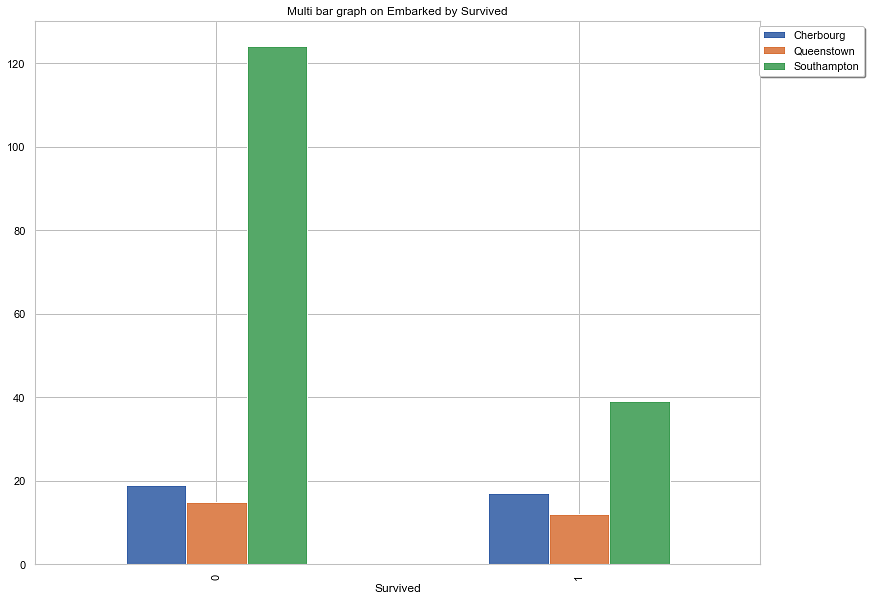 Multi bar graph on Embarked by Survived
Cherbourg
Queenstown
Southampton
120
100
80
60
40
20
0
0
1
Survived